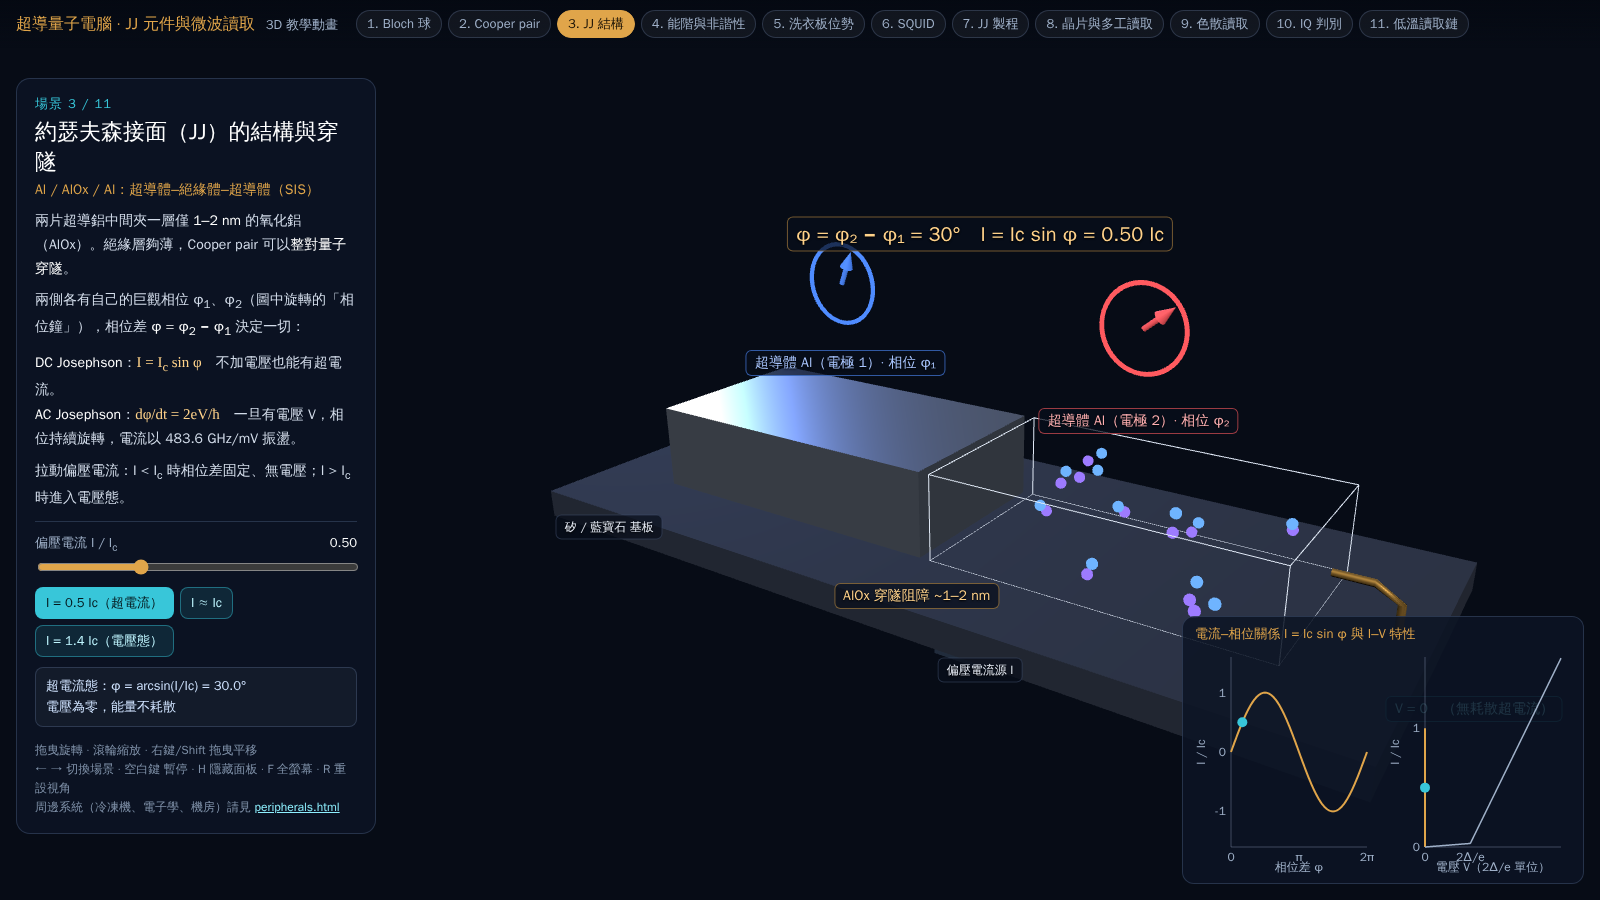 超導量子電腦 · JJ 元件與微波讀取 3D 教學動畫 1. Bloch 球 2. Cooper pair 3. JJ 結構 4. 能階與非諧性 5. 洗衣板位勢 6. SQUID 7. JJ 製程 8. 晶片與多工讀取 9. 色散讀取 10. IQ 判別 11. 低溫讀取鏈
場景 3 / 11
約瑟夫森接面（JJ）的結構與穿
隧
Al / AlOx / Al：超導體–絕緣體–超導體（SIS）
兩片超導鋁中間夾一層僅 1–2 nm 的氧化鋁
（AlOx）。絕緣層夠薄，Cooper pair 可以整對量子
穿隧。
兩側各有自己的巨觀相位 φ₁、φ₂（圖中旋轉的「相
位鐘」），相位差 φ = φ₂ − φ₁ 決定一切：
DC Josephson：I = I_c sin φ 不加電壓也能有超電
流。
AC Josephson：dφ/dt = 2eV/ħ 一旦有電壓 V，相
位持續旋轉，電流以 483.6 GHz/mV 振盪。
拉動偏壓電流：I < I_c 時相位差固定、無電壓；I > I_c
時進入電壓態。
偏壓電流 I / I_c 0.50
I = 0.5 Ic（超電流） I ≈ Ic
I = 1.4 Ic（電壓態）
超電流態：φ = arcsin(I/Ic) = 30.0°
電壓為零，能量不耗散
拖曳旋轉 · 滾輪縮放 · 右鍵/Shift 拖曳平移
← → 切換場景 · 空白鍵 暫停 · H 隱藏面板 · F 全螢幕 · R 重
設視角
周邊系統（冷凍機、電子學、機房）請見 peripherals.html
φ = φ₂ − φ₁ = 30° I = Ic sin φ = 0.50 Ic
超導體 Al（電極 1）· 相位 φ₁
超導體 Al（電極 2）· 相位 φ₂
矽 / 藍寶石 基板
AlOx 穿隧阻障 ~1–2 nm
偏壓電流源 I
電流–相位關係 I = Ic sin φ 與 I–V 特性
V = 0 （無耗散超電流）
I / Ic
1
0
-1
0 π 2π
相位差 φ
I / Ic
1
0
0 2Δ/e
電壓 V（2Δ/e 單位）